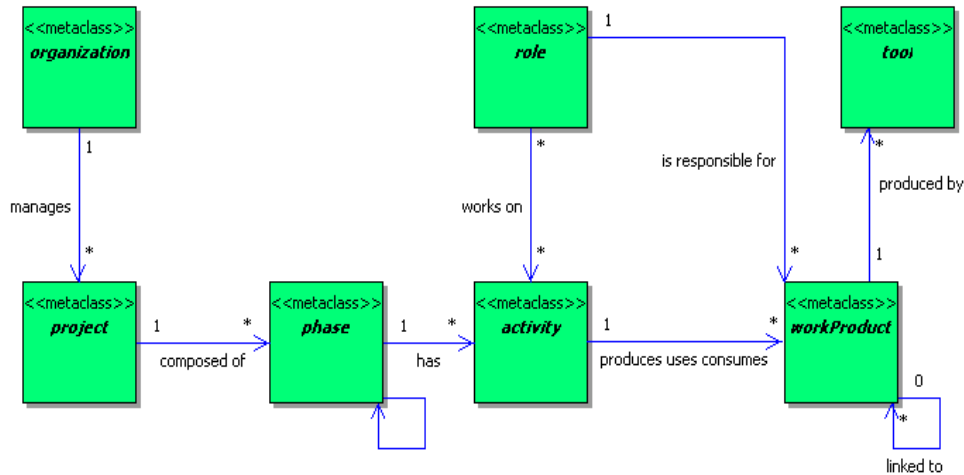 <<metaclass>>
organization
<<metaclass>>
role
<<metaclass>>
tool
1
1
*
*
is responsible for
produced by
manages
works on
*
*
*
1
<<metaclass>>
project
<<metaclass>>
phase
<<metaclass>>
activity
<<metaclass>>
workProduct
1
*
1
*
1
*
composed of
has
produces uses consumes
0
*
linked to